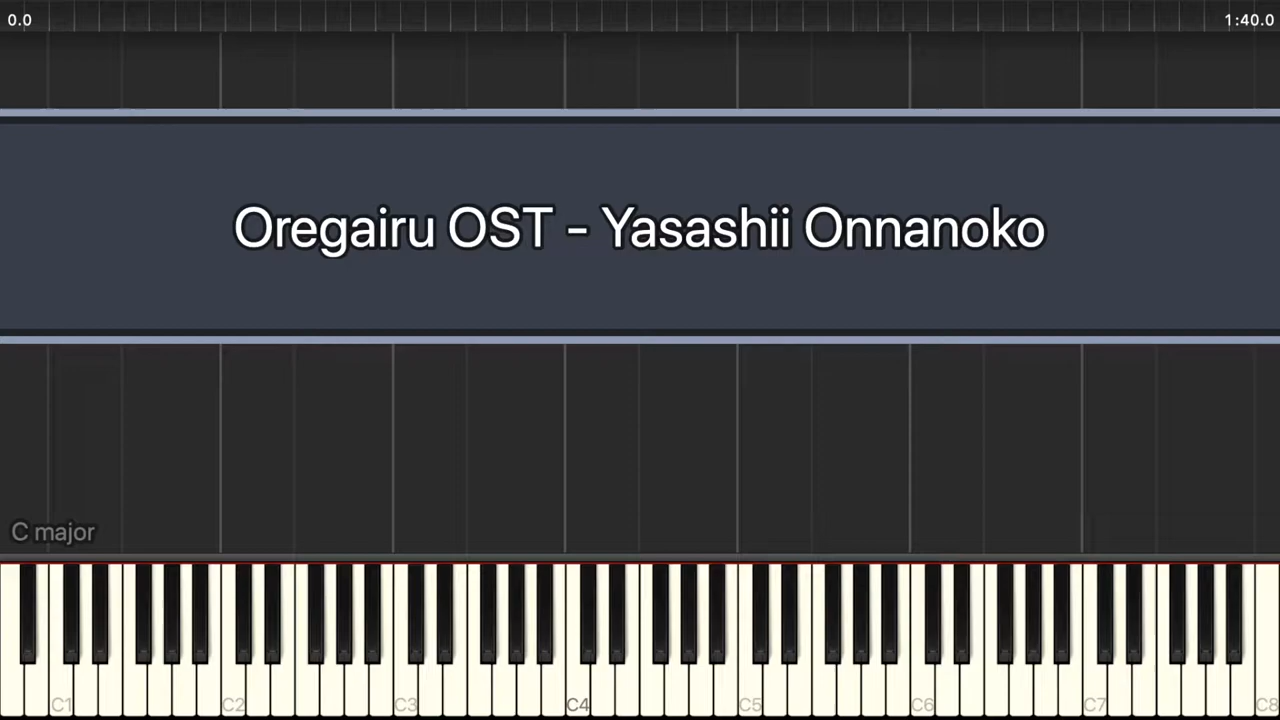 0.0 1:40.0
Oregairu OST - Yasashii Onnanoko
C major
C1 C2 C3 C4 C5 C6 C7 C8